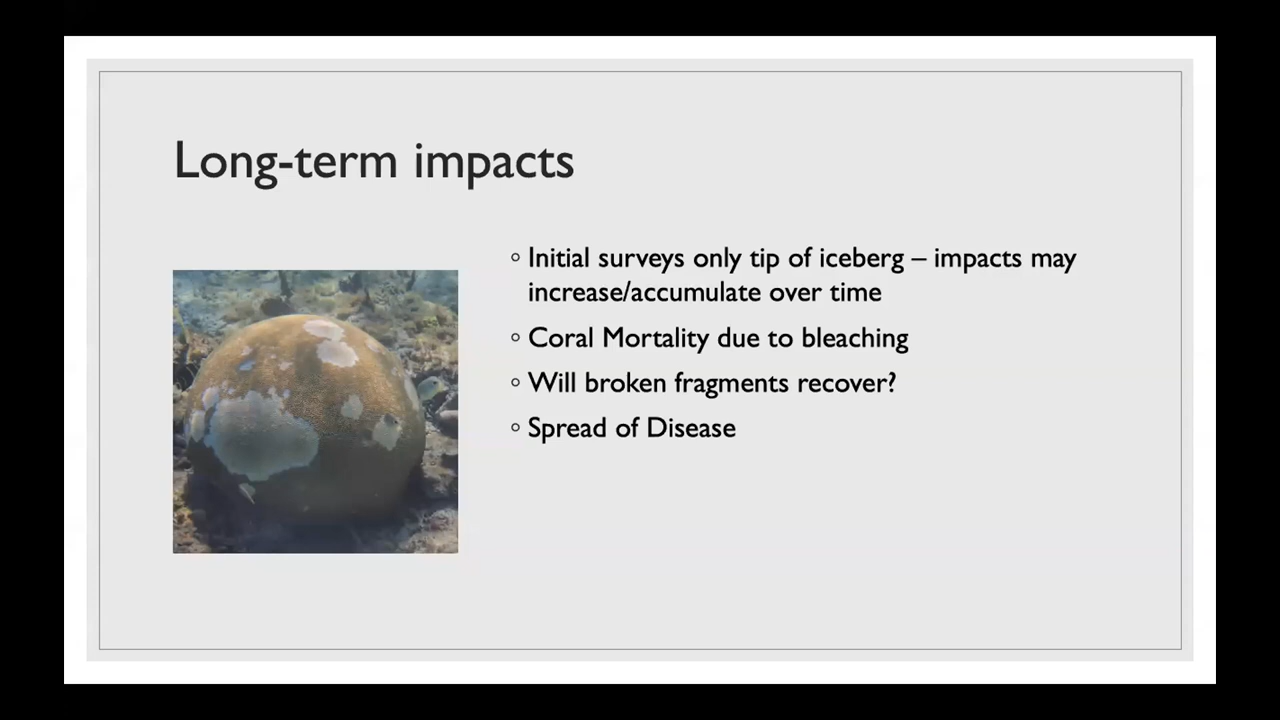 Long-term impacts
◦ Initial surveys only tip of iceberg – impacts may
increase/accumulate over time
◦ Coral Mortality due to bleaching
◦ Will broken fragments recover?
◦ Spread of Disease